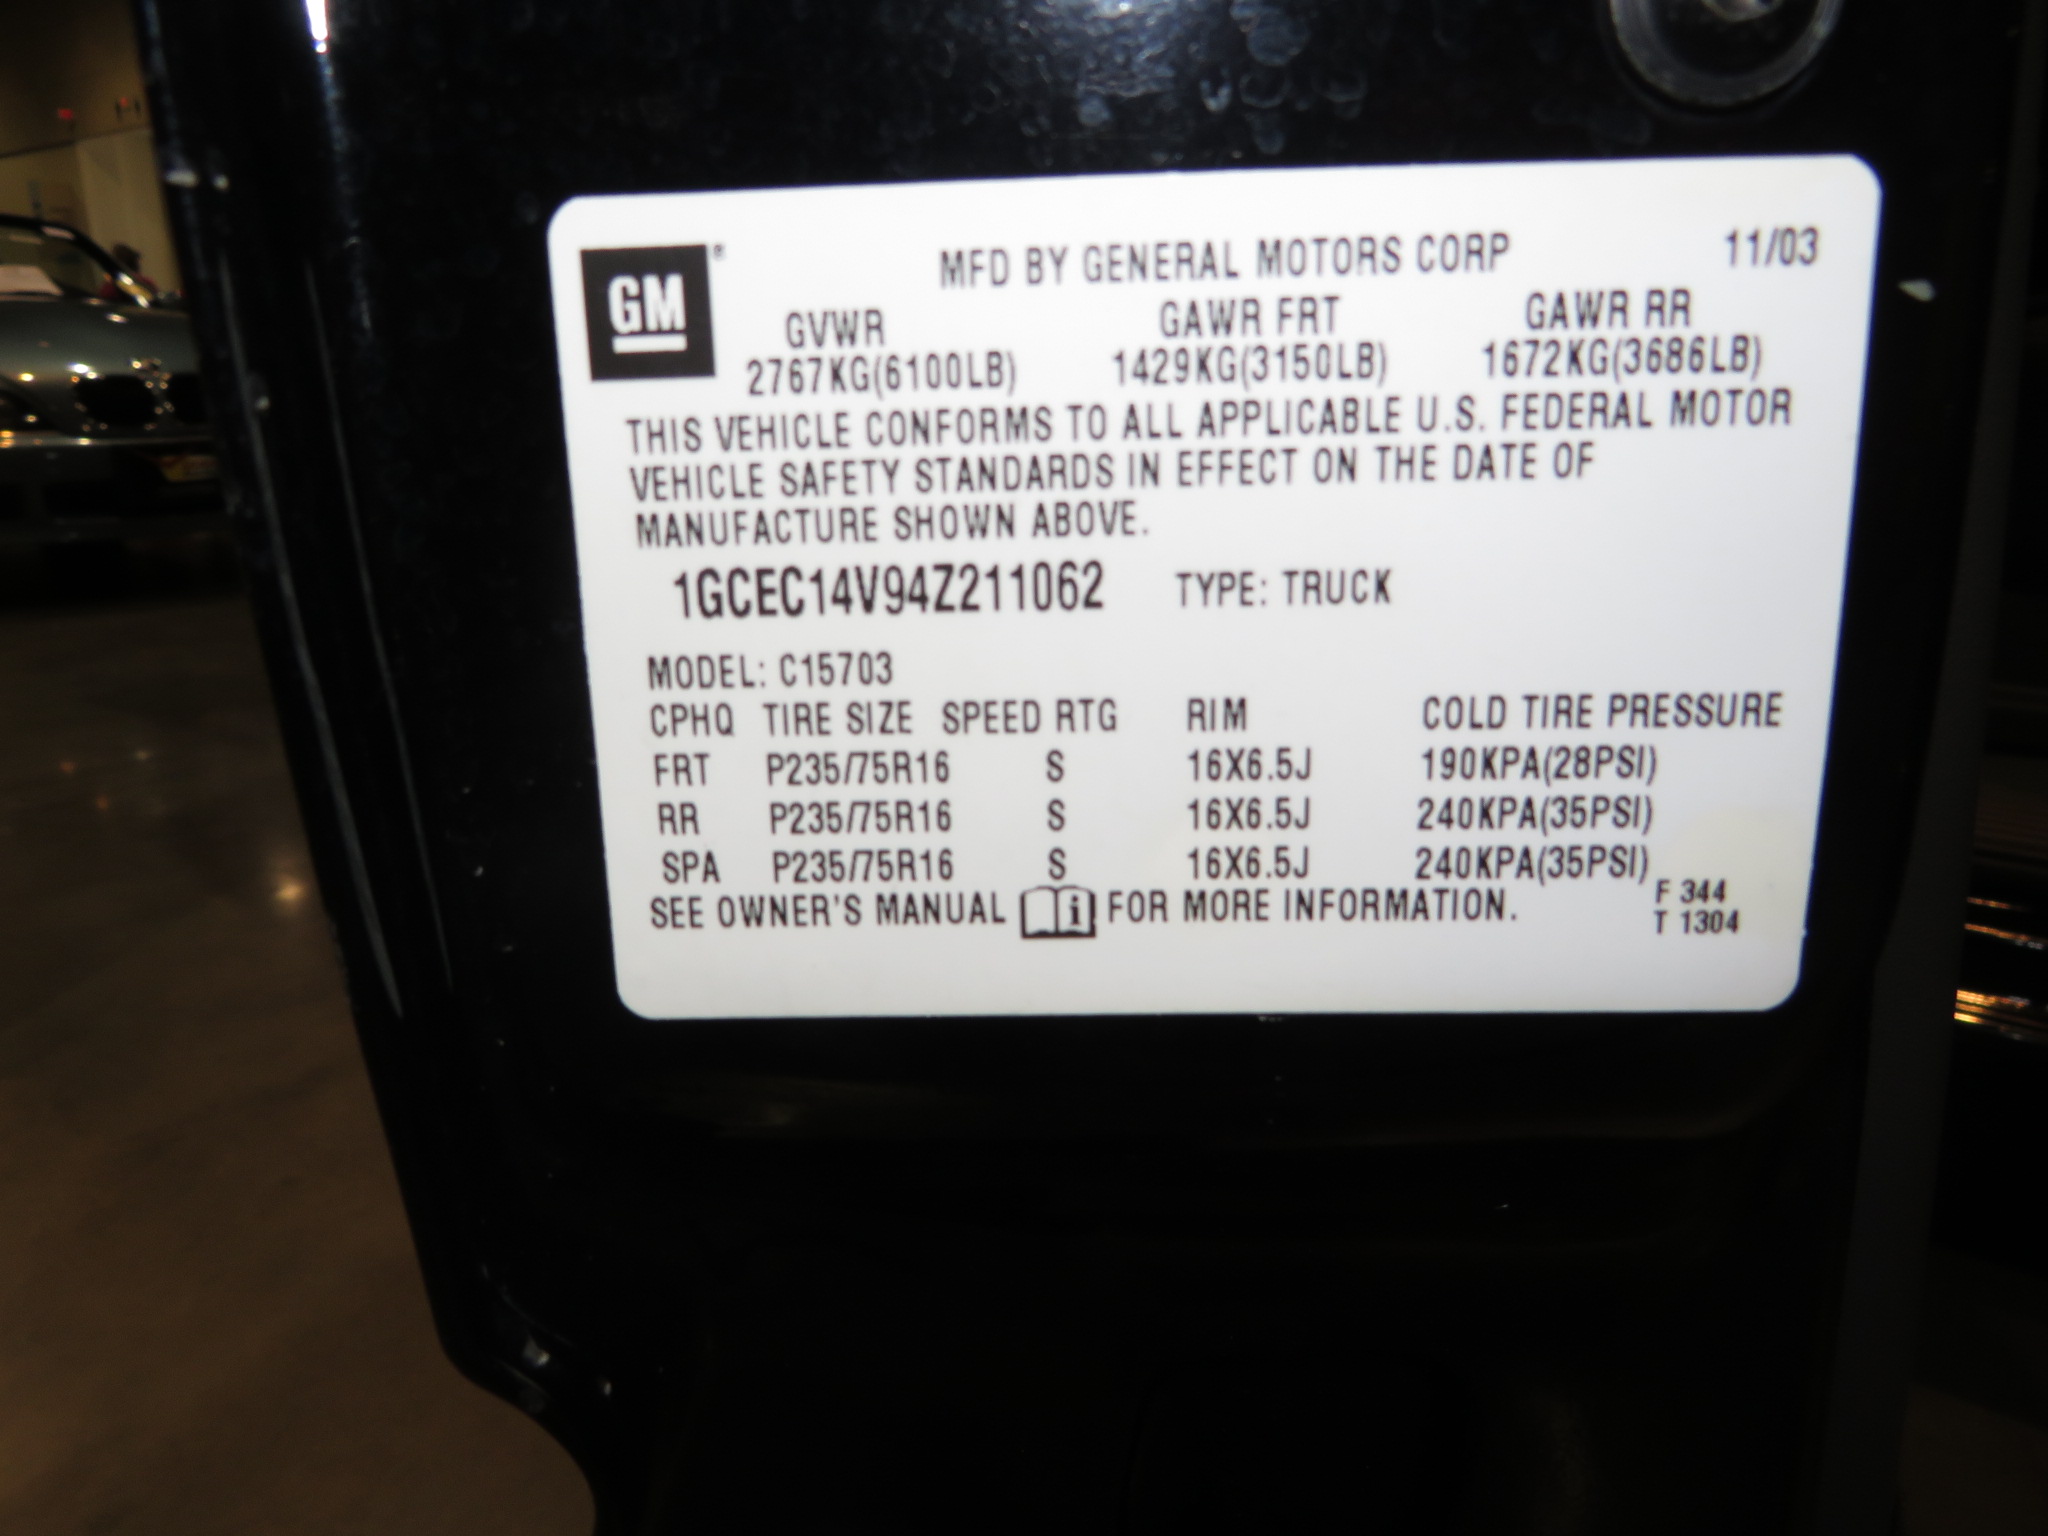 GM®
MFD BY GENERAL MOTORS CORP 11/03
GVWR GAWR FRT GAWR RR
2767KG(6100LB) 1429KG(3150LB) 1672KG(3686LB)
THIS VEHICLE CONFORMS TO ALL APPLICABLE U.S. FEDERAL MOTOR
VEHICLE SAFETY STANDARDS IN EFFECT ON THE DATE OF
MANUFACTURE SHOWN ABOVE.
1GCEC14V94Z211062 TYPE: TRUCK
MODEL: C15703
CPHQ TIRE SIZE SPEED RTG RIM COLD TIRE PRESSURE
FRT P235/75R16 S 16X6.5J 190KPA(28PSI)
RR P235/75R16 S 16X6.5J 240KPA(35PSI)
SPA P235/75R16 S 16X6.5J 240KPA(35PSI)
SEE OWNER'S MANUAL i FOR MORE INFORMATION.
F 344
T 1304